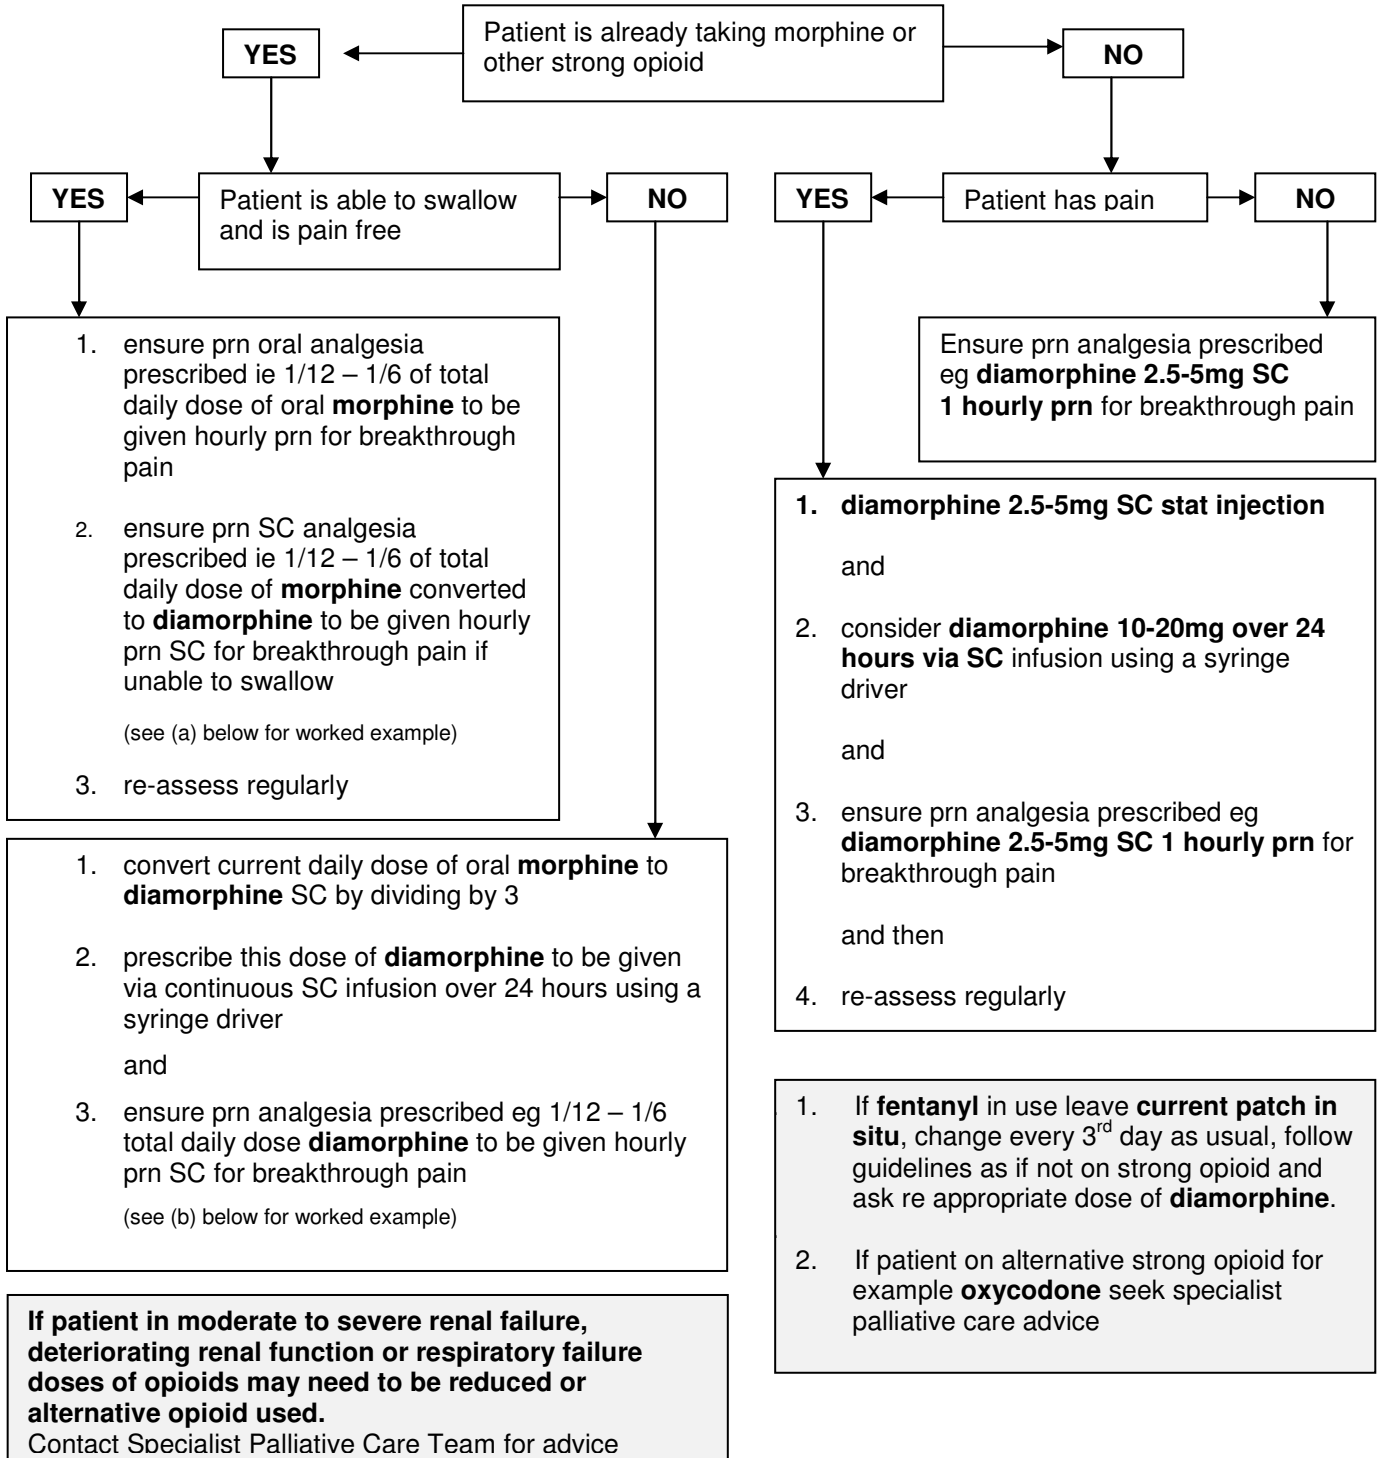 Patient is already taking morphine or
other strong opioid
YES
NO
YES
Patient is able to swallow
and is pain free
NO
YES
Patient has pain
NO
1. ensure prn oral analgesia
prescribed ie 1/12 – 1/6 of total
daily dose of oral morphine to be
given hourly prn for breakthrough
pain
2. ensure prn SC analgesia
prescribed ie 1/12 – 1/6 of total
daily dose of morphine converted
to diamorphine to be given hourly
prn SC for breakthrough pain if
unable to swallow
(see (a) below for worked example)
3. re-assess regularly
Ensure prn analgesia prescribed
eg diamorphine 2.5-5mg SC
1 hourly prn for breakthrough pain
1. diamorphine 2.5-5mg SC stat injection
and
2. consider diamorphine 10-20mg over 24
hours via SC infusion using a syringe
driver
and
3. ensure prn analgesia prescribed eg
diamorphine 2.5-5mg SC 1 hourly prn for
breakthrough pain
and then
4. re-assess regularly
1. convert current daily dose of oral morphine to
diamorphine SC by dividing by 3
2. prescribe this dose of diamorphine to be given
via continuous SC infusion over 24 hours using a
syringe driver
and
3. ensure prn analgesia prescribed eg 1/12 – 1/6
total daily dose diamorphine to be given hourly
prn SC for breakthrough pain
(see (b) below for worked example)
1. If fentanyl in use leave current patch in
situ, change every 3rd day as usual, follow
guidelines as if not on strong opioid and
ask re appropriate dose of diamorphine.
2. If patient on alternative strong opioid for
example oxycodone seek specialist
palliative care advice
If patient in moderate to severe renal failure,
deteriorating renal function or respiratory failure
doses of opioids may need to be reduced or
alternative opioid used.
Contact Specialist Palliative Care Team for advice